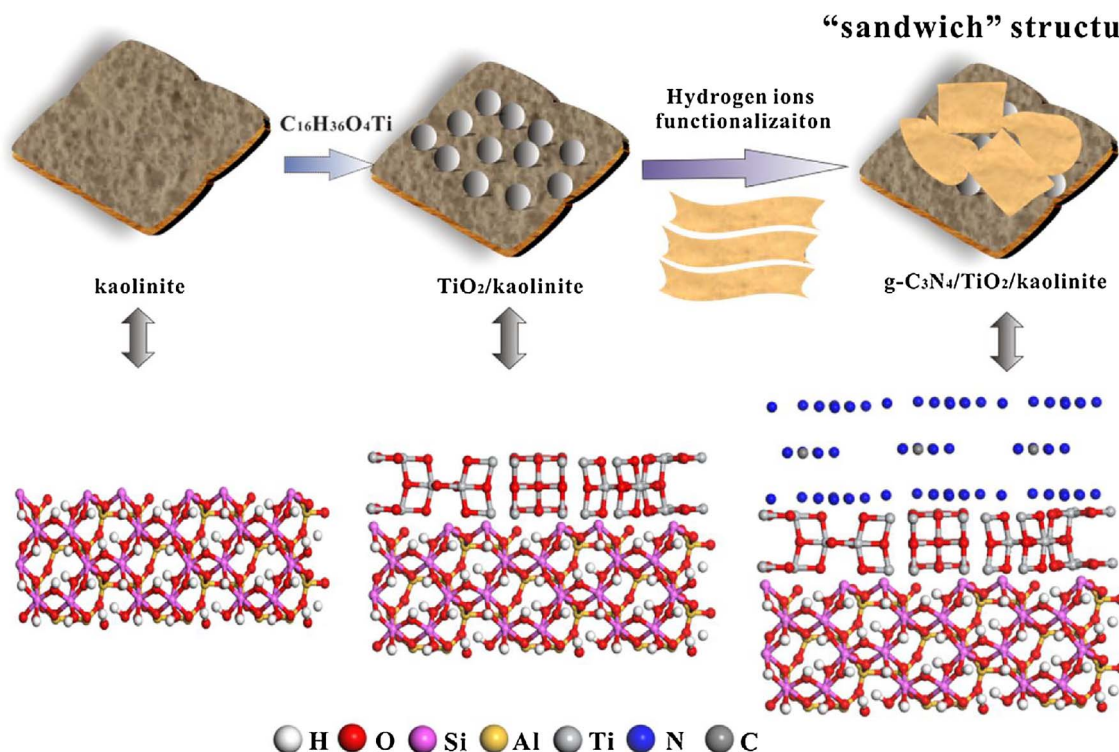 “sandwich” structu
C₁₆H₃₆O₄Ti
Hydrogen ions
functionalizaiton
kaolinite
TiO₂/kaolinite
g-C₃N₄/TiO₂/kaolinite
H O Si Al Ti N C